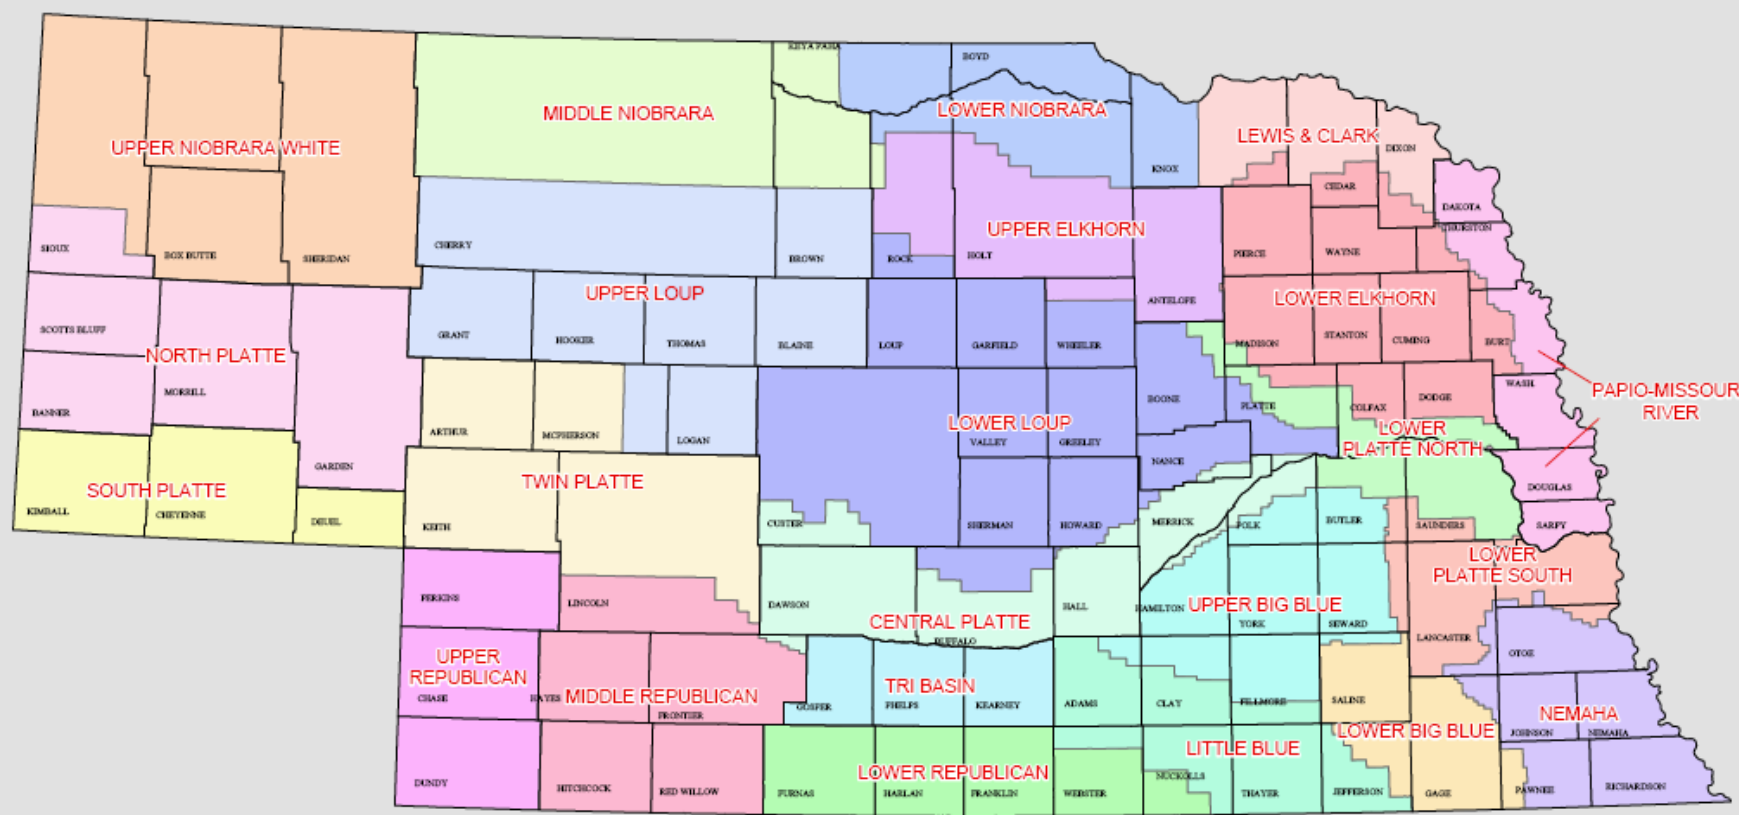 KEYA PAHA
BOYD
MIDDLE NIOBRARA
LOWER NIOBRARA
UPPER NIOBRARA WHITE
LEWIS & CLARK
DIXON
KNOX
CEDAR
DAKOTA
THURSTON
UPPER ELKHORN
SIOUX
BOX BUTTE
SHERIDAN
CHERRY
BROWN
ROCK
HOLT
PIERCE
WAYNE
UPPER LOUP
ANTELOPE
LOWER ELKHORN
SCOTTS BLUFF
GRANT
HOOKER
THOMAS
BLAINE
LOUP
GARFIELD
WHEELER
MADISON
STANTON
CUMING
BURT
NORTH PLATTE
MORRILL
BANNER
WASH
PAPIO-MISSOUR
RIVER
BOONE
PLATTE
COLFAX
DODGE
ARTHUR
MCPHERSON
LOGAN
LOWER LOUP
VALLEY
GREELEY
LOWER
PLATTE NORTH
NANCE
GARDEN
SOUTH PLATTE
TWIN PLATTE
DOUGLAS
KIMBALL
CHEYENNE
DEUEL
KEITH
CUSTER
SHERMAN
HOWARD
MERRICK
POLK
BUTLER
SAUNDERS
SARPY
LOWER
PLATTE SOUTH
PERKINS
LINCOLN
DAWSON
CENTRAL PLATTE
BUFFALO
HALL
HAMILTON
UPPER BIG BLUE
YORK
SEWARD
LANCASTER
OTOE
UPPER
REPUBLICAN
CHASE
HAYES
MIDDLE REPUBLICAN
FRONTIER
TRI BASIN
GOSPER
PHELPS
KEARNEY
ADAMS
CLAY
FILLMORE
SALINE
NEMAHA
JOHNSON
NEMAHA
LOWER BIG BLUE
LITTLE BLUE
DUNDY
HITCHCOCK
RED WILLOW
LOWER REPUBLICAN
FURNAS
HARLAN
FRANKLIN
WEBSTER
NUCKOLLS
THAYER
JEFFERSON
GAGE
PAWNEE
RICHARDSON